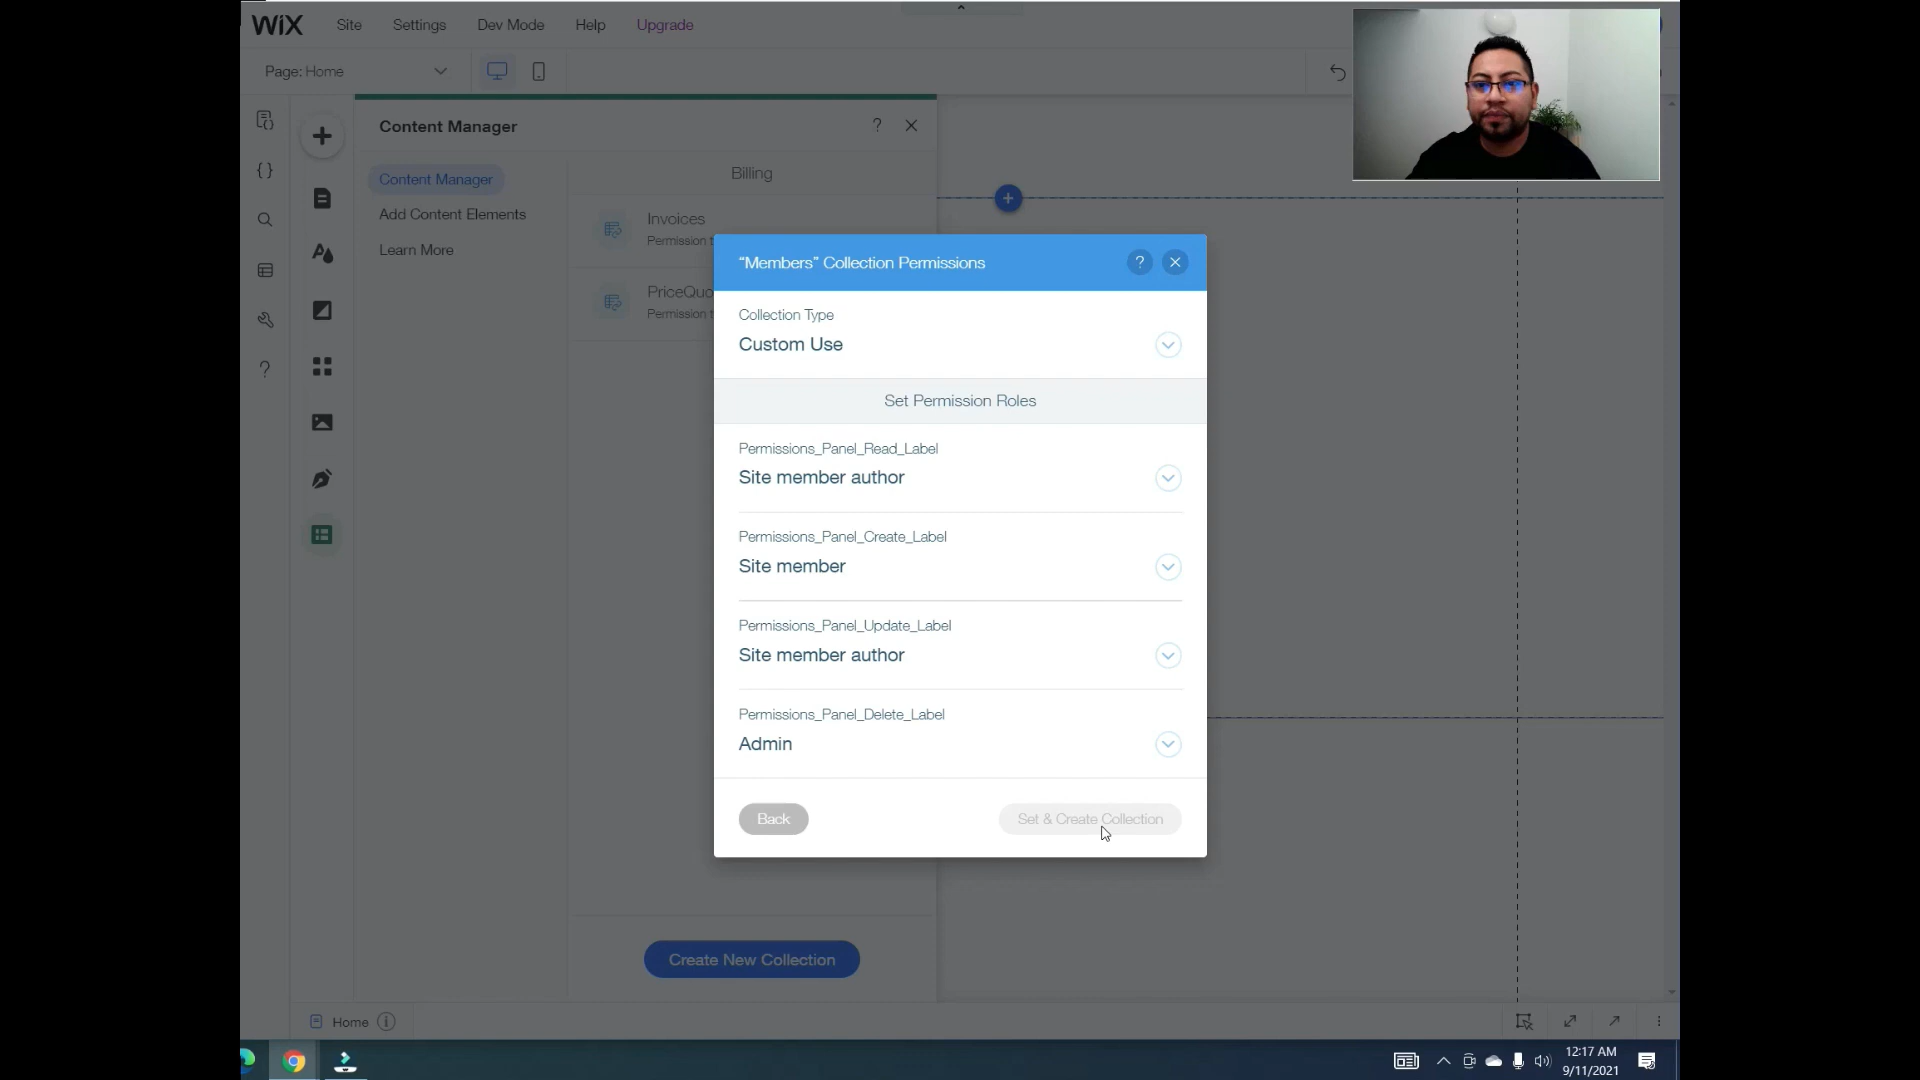 WiX
Site
Settings
Dev Mode
Help
Upgrade
Page: Home
Content Manager
?
Content Manager
Add Content Elements
Learn More
Billing
Invoices
Permission t
PriceQuo
Permission t
“Members” Collection Permissions
?
Collection Type
Custom Use
Set Permission Roles
Permissions_Panel_Read_Label
Site member author
Permissions_Panel_Create_Label
Site member
Permissions_Panel_Update_Label
Site member author
Permissions_Panel_Delete_Label
Admin
Back
Set & Create Collection
Create New Collection
?
Home
12:17 AM
9/11/2021